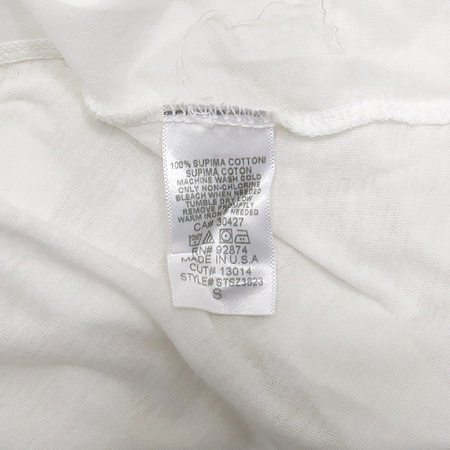 100% SUPIMA COTTON/
SUPIMA COTON
MACHINE WASH COLD
ONLY NON-CHLORINE
BLEACH WHEN NEEDED
TUMBLE DRY LOW
REMOVE PROMPTLY
WARM IRON IF NEEDED
CA# 30427
RN# 92874
MADE IN U.S.A
CUT# 13014
STYLE# STSZ3823
S